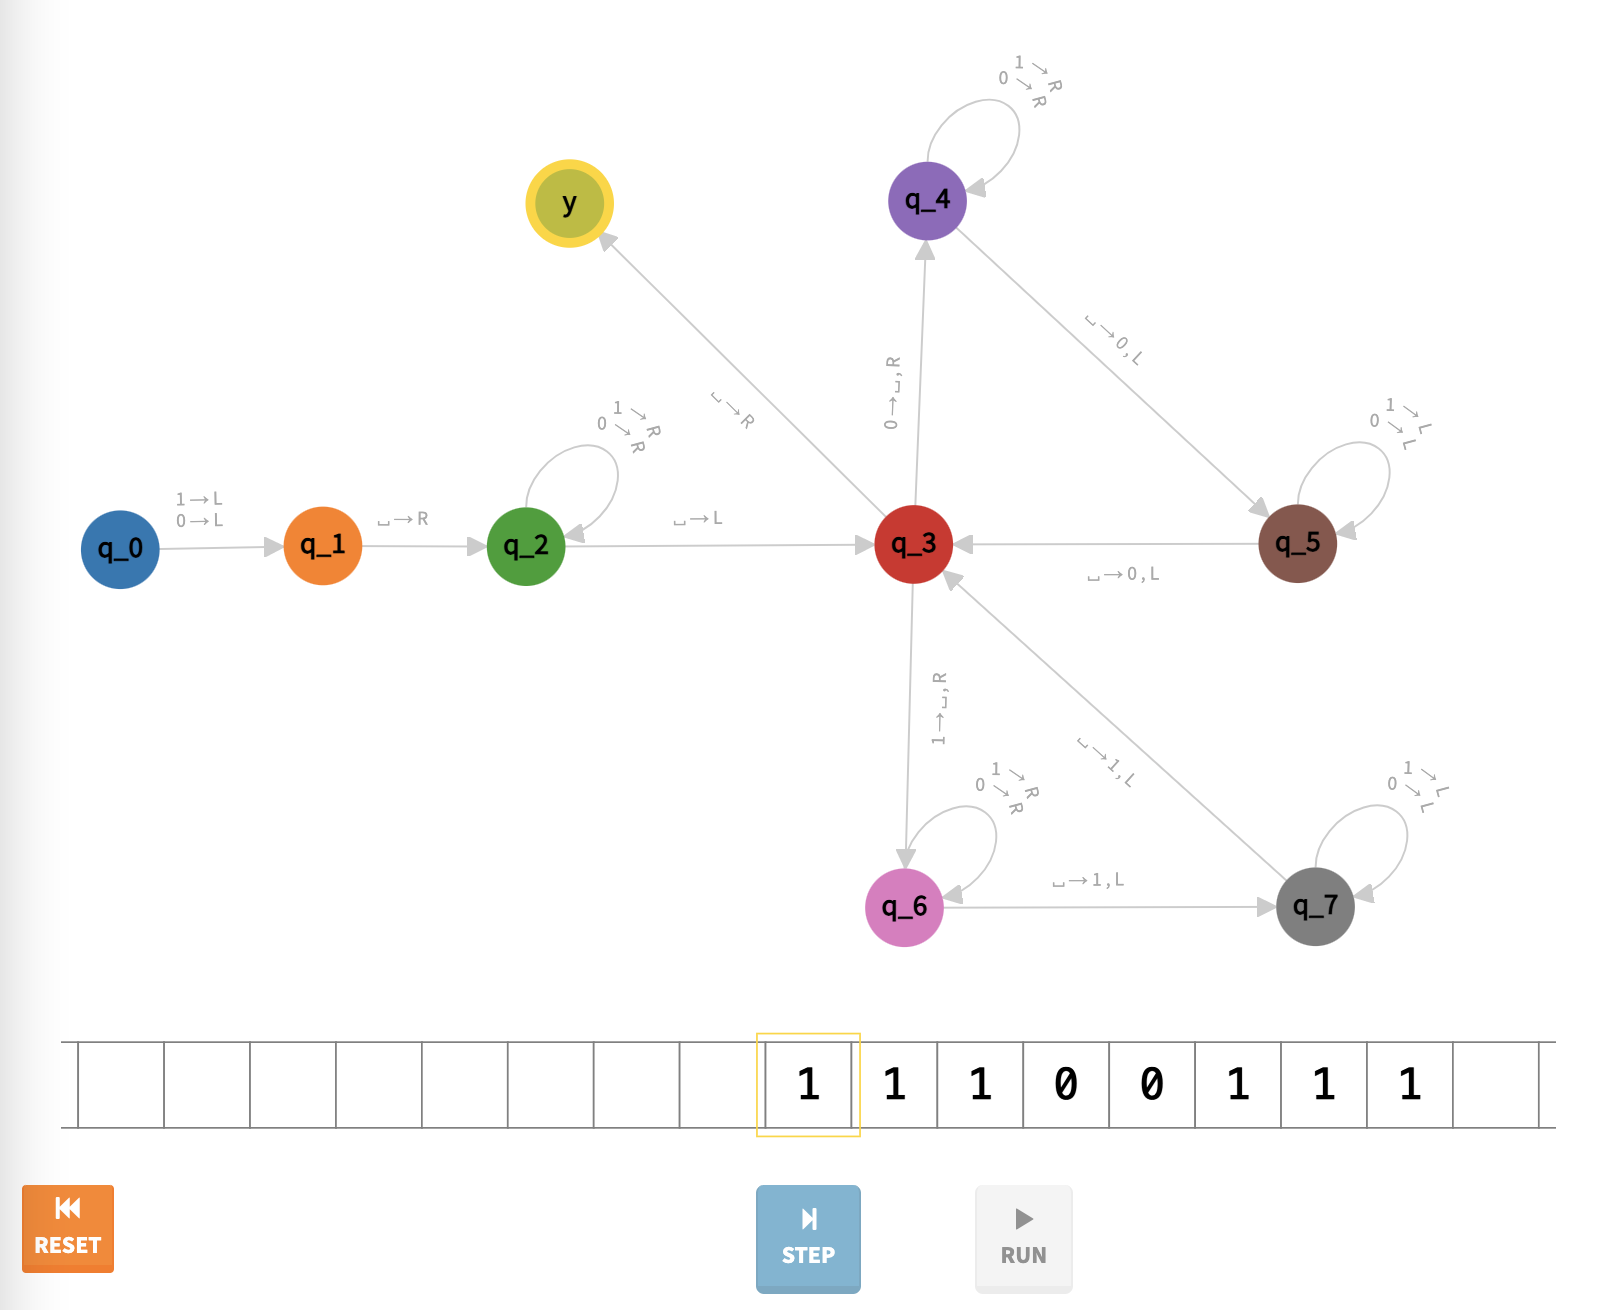 1→R
0→R
q_4
y
␣→0,L
0→␣,R
␣→R
1→R
0→R
1→L
0→L
1→L
0→L
q_0
q_1
␣→R
q_2
␣→L
q_3
q_5
␣→0,L
1→␣,R
␣→1,L
1→R
0→R
1→L
0→L
q_6
␣→1,L
q_7
1 1 1 0 0 1 1 1
RESET
STEP
RUN